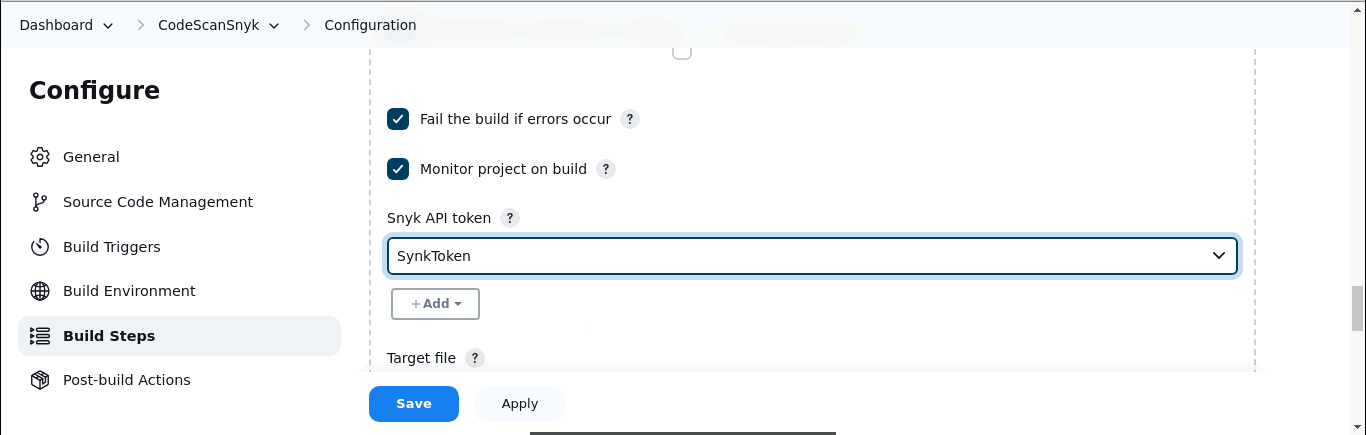 Dashboard CodeScanSnyk Configuration
Configure
General
Source Code Management
Build Triggers
Build Environment
Build Steps
Post-build Actions
Fail the build if errors occur ?
Monitor project on build ?
Snyk API token ?
SynkToken
+ Add
Target file ?
Save Apply